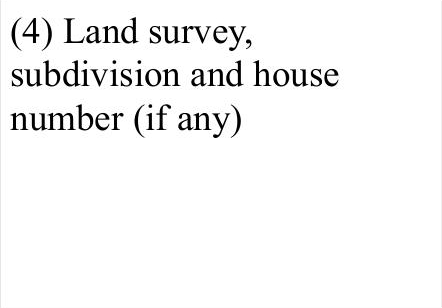 (4) Land survey,
subdivision and house
number (if any)